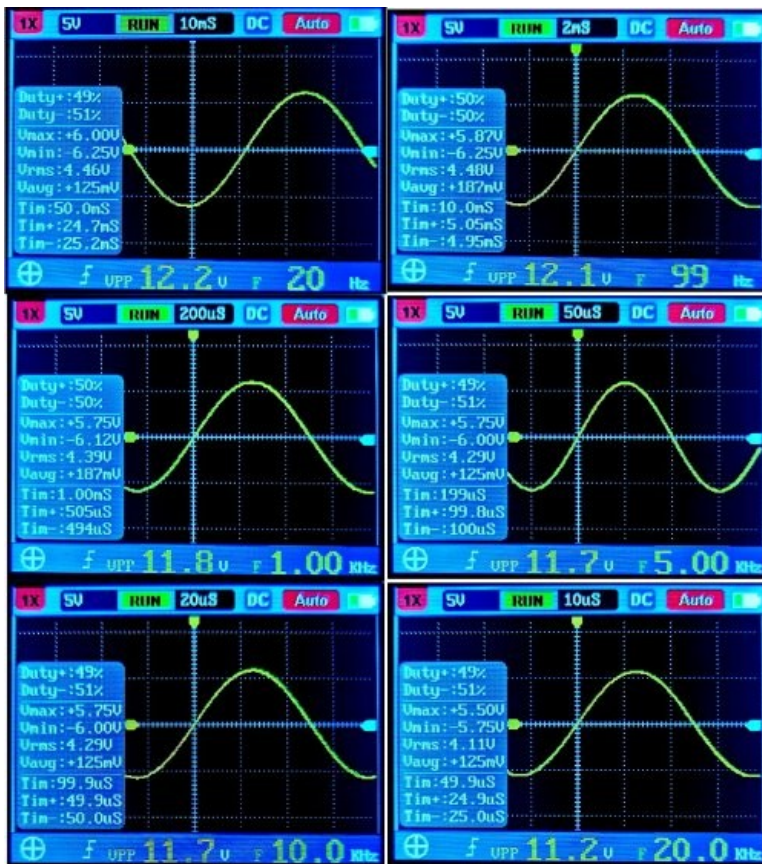 1X 5V RUN 10mS DC Auto
Duty+:49%
Duty-:51%
Vmax:+6.00V
Vmin:-6.25V
Vrms:4.46V
Vavg:+125mV
Tim:50.0mS
Tim+:24.7mS
Tim-:25.2mS
VPP 12.2 V F 20 Hz
1X 5V RUN 2mS DC Auto
Duty+:50%
Duty-:50%
Vmax:+5.87V
Vmin:-6.25V
Vrms:4.48V
Vavg:+187mV
Tim:10.0mS
Tim+:5.05mS
Tim-:4.95mS
VPP 12.1 V F 99 Hz
1X 5V RUN 200uS DC Auto
Duty+:50%
Duty-:50%
Vmax:+5.75V
Vmin:-6.12V
Vrms:4.39V
Vavg:+187mV
Tim:1.00mS
Tim+:505uS
Tim-:494uS
VPP 11.8 V F 1.00 KHz
1X 5V RUN 50uS DC Auto
Duty+:49%
Duty-:51%
Vmax:+5.75V
Vmin:-6.00V
Vrms:4.29V
Vavg:+125mV
Tim:199uS
Tim+:99.8uS
Tim-:100uS
VPP 11.7 V F 5.00 KHz
1X 5V RUN 20uS DC Auto
Duty+:49%
Duty-:51%
Vmax:+5.75V
Vmin:-6.00V
Vrms:4.29V
Vavg:+125mV
Tim:99.9uS
Tim+:49.9uS
Tim-:50.0uS
VPP 11.7 V F 10.0 KHz
1X 5V RUN 10uS DC Auto
Duty+:49%
Duty-:51%
Vmax:+5.50V
Vmin:-5.75V
Vrms:4.11V
Vavg:+125mV
Tim:49.9uS
Tim+:24.9uS
Tim-:25.0uS
VPP 11.2 V F 20.0 KHz